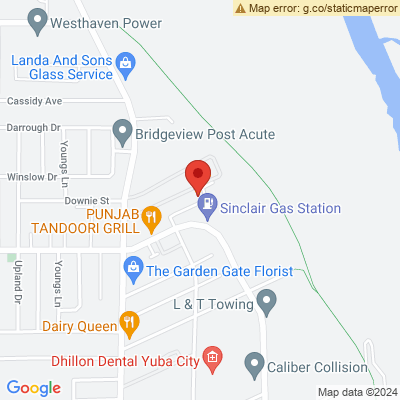 Map error: g.co/staticmaperror
Westhaven Power
Landa And Sons
Glass Service
Cassidy Ave
Darrough Dr
Bridgeview Post Acute
Youngs Ln
Winslow Dr
Downie St
PUNJAB
TANDOORI GRILL
Sinclair Gas Station
The Garden Gate Florist
Upland Dr
Youngs Ln
L & T Towing
Dairy Queen
Dhillon Dental Yuba City
Caliber Collision
Google
Map data ©2024